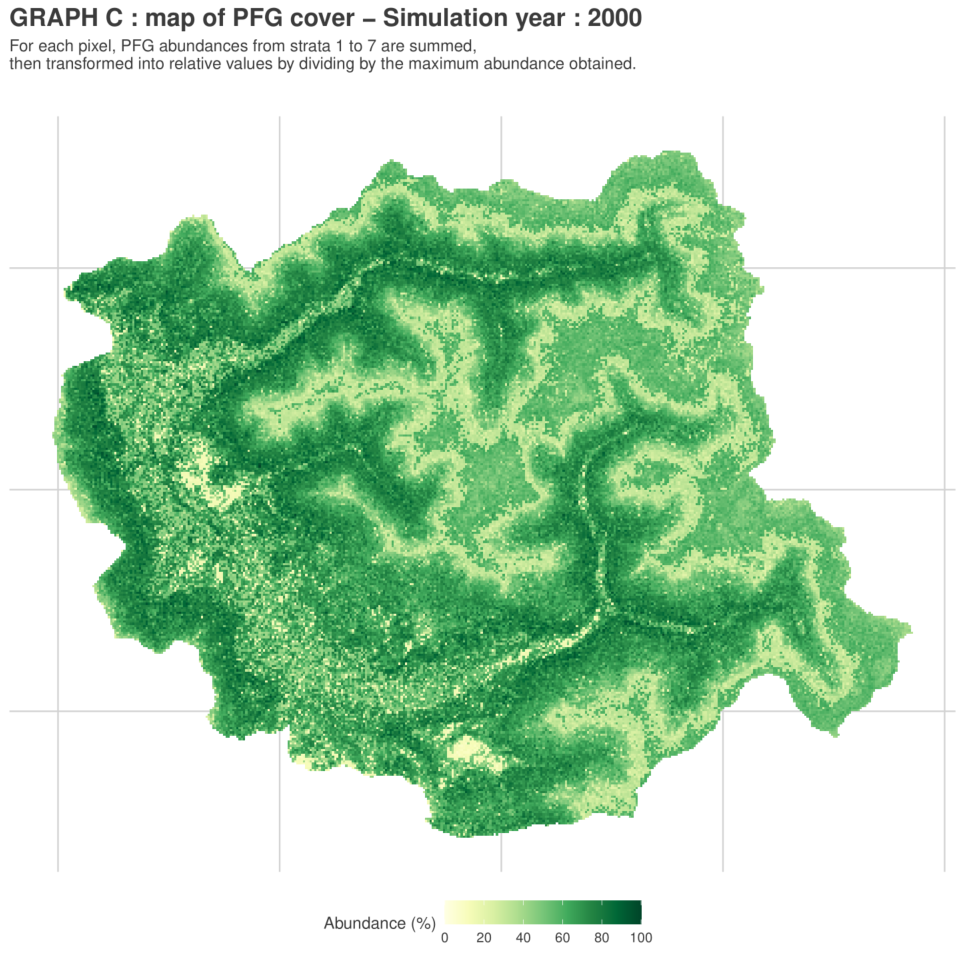 GRAPH C : map of PFG cover − Simulation year : 2000
For each pixel, PFG abundances from strata 1 to 7 are summed,
then transformed into relative values by dividing by the maximum abundance obtained.
Abundance (%)
0 20 40 60 80 100